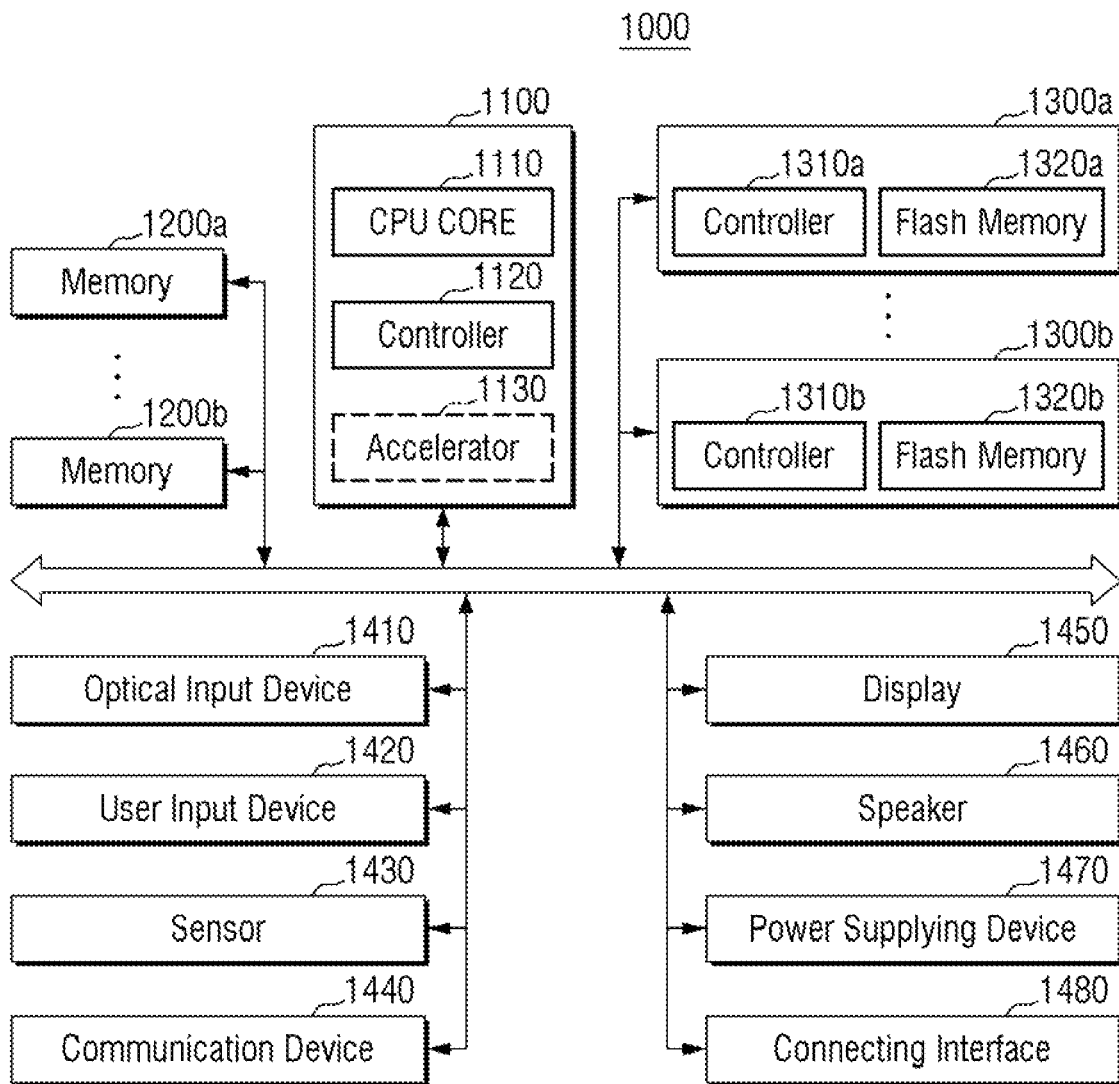 1000
1100
1110
CPU CORE
1120
Controller
1130
Accelerator
1200a
Memory
1200b
Memory
1300a
1310a
Controller
1320a
Flash Memory
1300b
1310b
Controller
1320b
Flash Memory
1410
Optical Input Device
1420
User Input Device
1430
Sensor
1440
Communication Device
1450
Display
1460
Speaker
1470
Power Supplying Device
1480
Connecting Interface